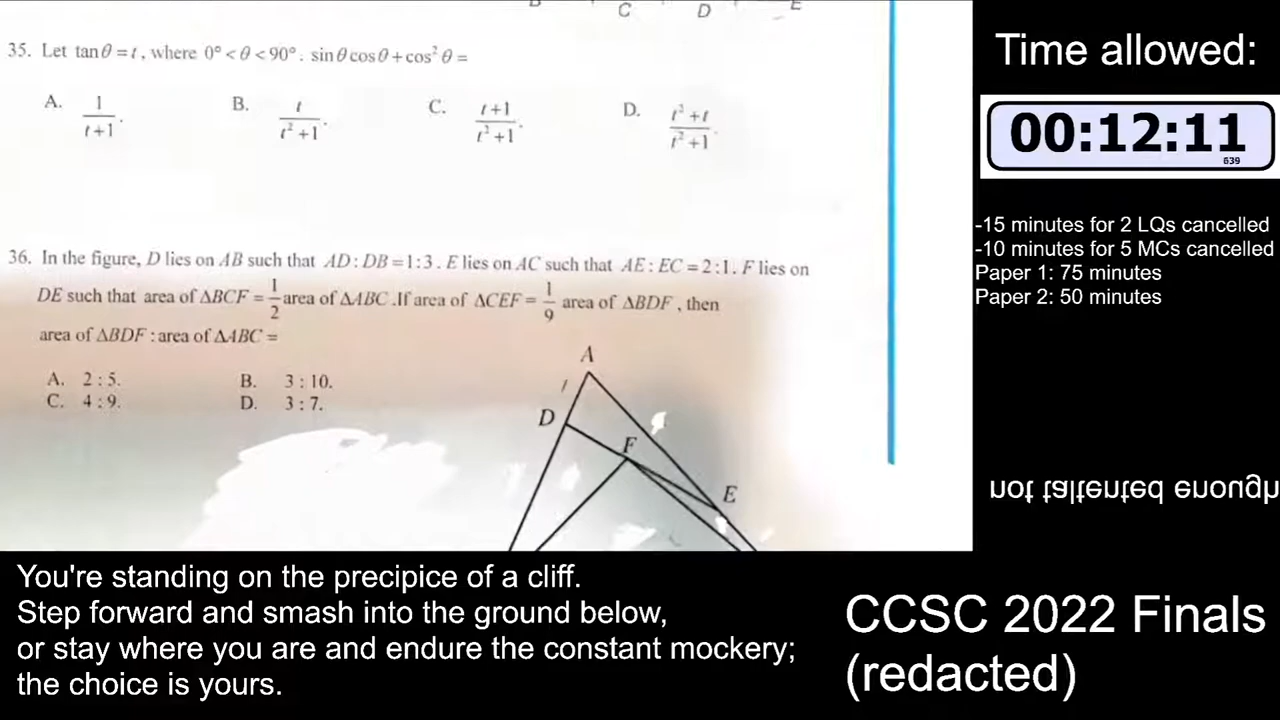 C D E
35. Let tanθ = t, where 0° < θ < 90°. sinθcosθ + cos²θ =
A. 1/(t+1). B. t/(t²+1). C. (t+1)/(t²+1). D. (t²+t)/(t²+1).
36. In the figure, D lies on AB such that AD : DB = 1 : 3. E lies on AC such that AE : EC = 2 : 1. F lies on
DE such that area of ΔBCF = 1/2 area of ΔABC .If area of ΔCEF = 1/9 area of ΔBDF , then
area of ΔBDF : area of ΔABC =
A. 2 : 5. B. 3 : 10.
C. 4 : 9. D. 3 : 7.
A
D
F
E
Time allowed:
00:12:11
639
-15 minutes for 2 LQs cancelled
-10 minutes for 5 MCs cancelled
Paper 1: 75 minutes
Paper 2: 50 minutes
not taltented enough
You're standing on the precipice of a cliff.
Step forward and smash into the ground below,
or stay where you are and endure the constant mockery;
the choice is yours.
CCSC 2022 Finals
(redacted)